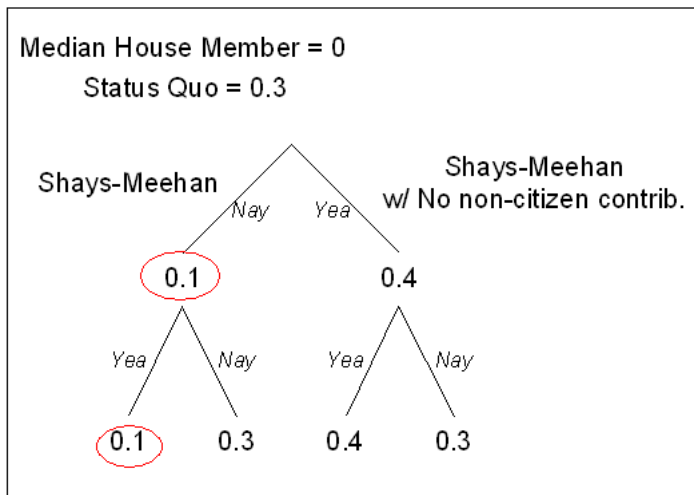 Median House Member = 0
Status Quo = 0.3
Shays-Meehan
Shays-Meehan
w/ No non-citizen contrib.
Nay Yea
0.1 0.4
Yea Nay Yea Nay
0.1 0.3 0.4 0.3